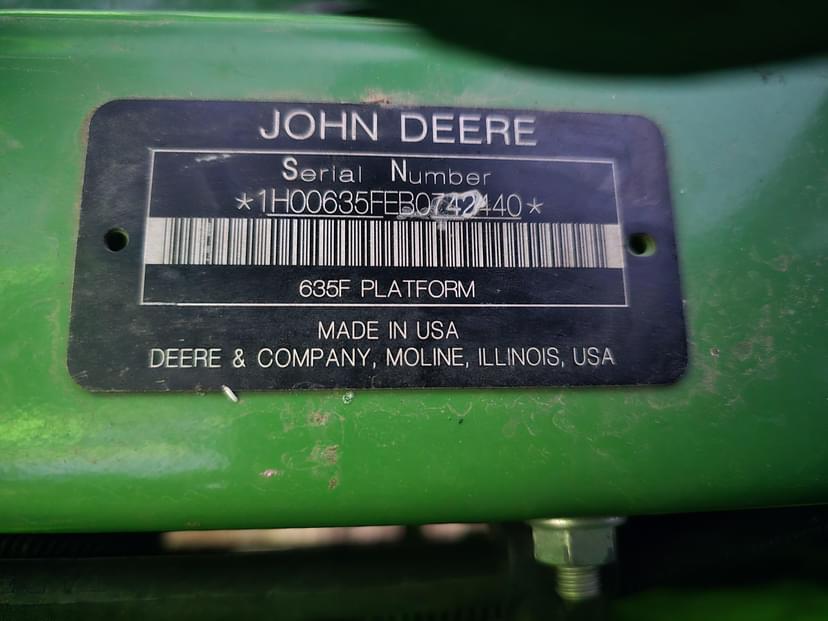 JOHN DEERE
Serial Number
*1H00635FEB0742440*
635F PLATFORM
MADE IN USA
DEERE & COMPANY, MOLINE, ILLINOIS, USA